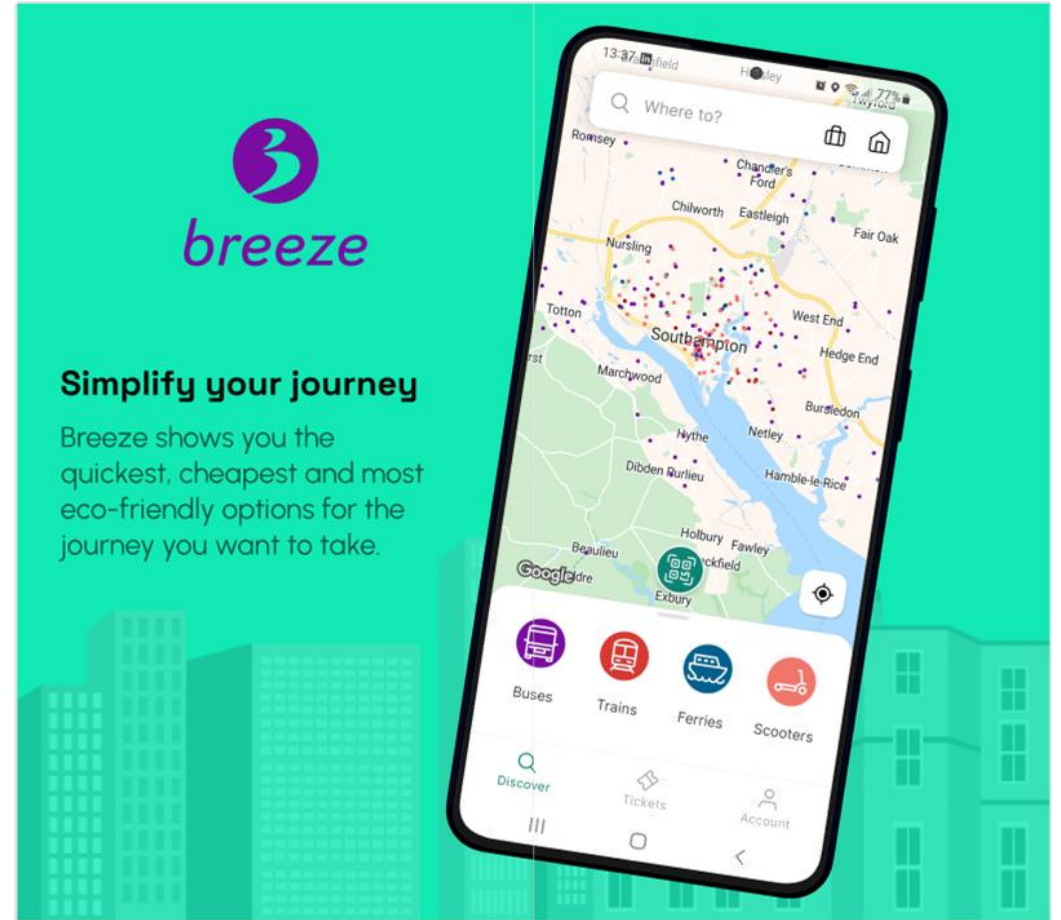 breeze
Simplify your journey
Breeze shows you the
quickest, cheapest and most
eco-friendly options for the
journey you want to take.
13:37
77%
Twyford
Where to?
Romsey
Chandler's
Ford
Chilworth Eastleigh
Fair Oak
Nursling
Totton
West End
Southampton
Hedge End
Marchwood
Bursledon
Hythe
Netley
Dibden Purlieu
Hamble-le-Rice
Holbury Fawley
Beaulieu
Google
Exbury
Buses
Trains
Ferries
Scooters
Discover
Tickets
Account